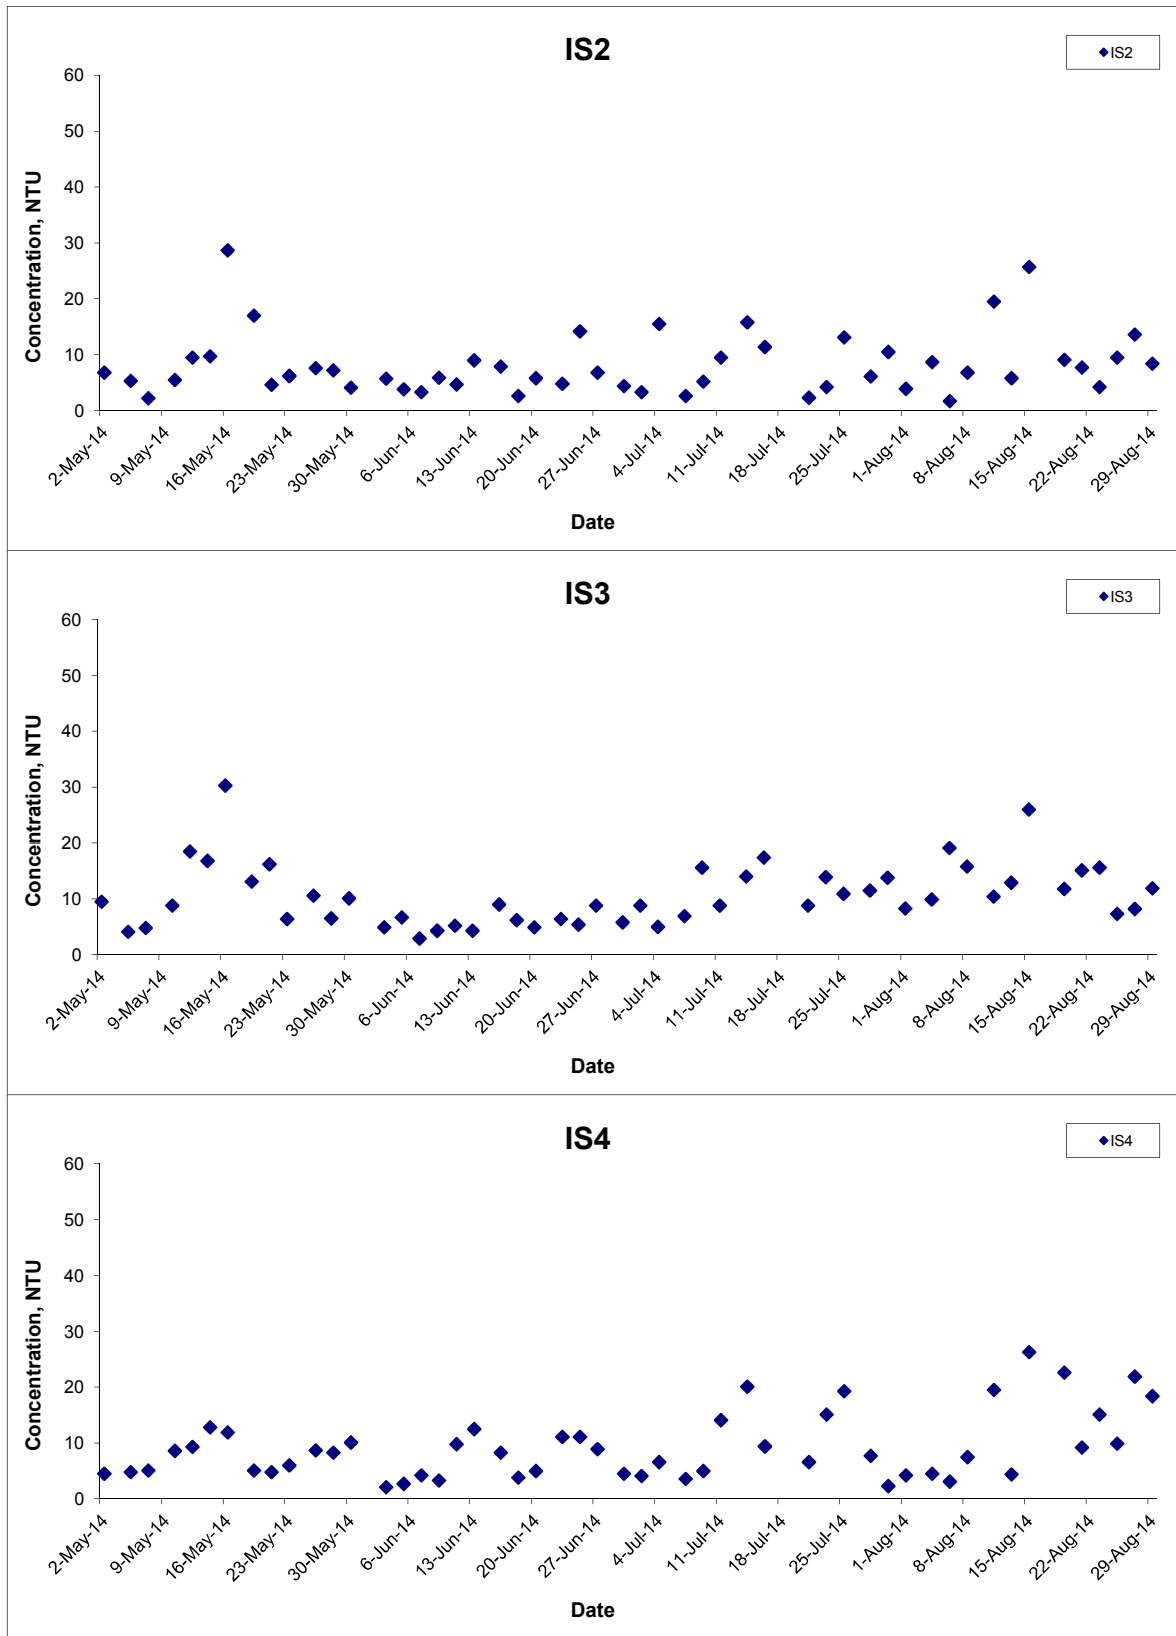 IS2
IS2
60
50
40
30
20
10
0
Concentration, NTU
2-May-14 9-May-14 16-May-14 23-May-14 30-May-14 6-Jun-14 13-Jun-14 20-Jun-14 27-Jun-14 4-Jul-14 11-Jul-14 18-Jul-14 25-Jul-14 1-Aug-14 8-Aug-14 15-Aug-14 22-Aug-14 29-Aug-14
Date
IS3
IS3
60
50
40
30
20
10
0
Concentration, NTU
2-May-14 9-May-14 16-May-14 23-May-14 30-May-14 6-Jun-14 13-Jun-14 20-Jun-14 27-Jun-14 4-Jul-14 11-Jul-14 18-Jul-14 25-Jul-14 1-Aug-14 8-Aug-14 15-Aug-14 22-Aug-14 29-Aug-14
Date
IS4
IS4
60
50
40
30
20
10
0
Concentration, NTU
2-May-14 9-May-14 16-May-14 23-May-14 30-May-14 6-Jun-14 13-Jun-14 20-Jun-14 27-Jun-14 4-Jul-14 11-Jul-14 18-Jul-14 25-Jul-14 1-Aug-14 8-Aug-14 15-Aug-14 22-Aug-14 29-Aug-14
Date